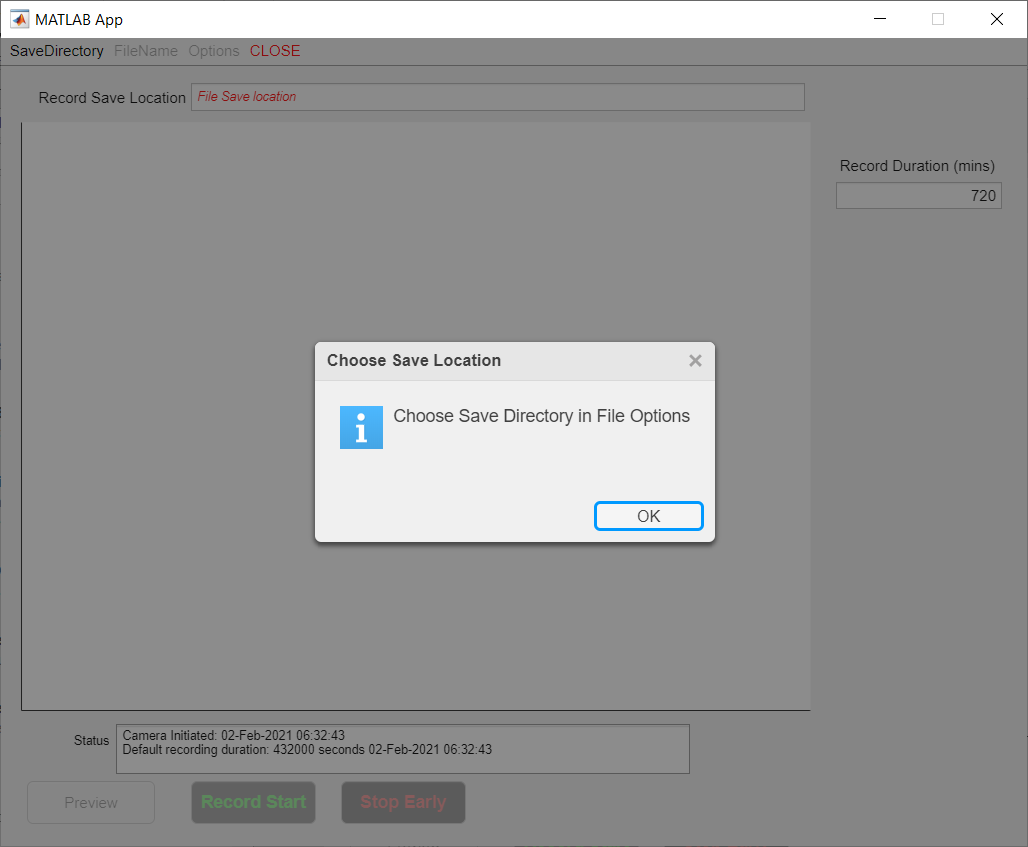 MATLAB App
SaveDirectory FileName Options CLOSE
Record Save Location File Save location
Record Duration (mins)
720
Choose Save Location
Choose Save Directory in File Options
OK
Status
Camera Initiated: 02-Feb-2021 06:32:43
Default recording duration: 432000 seconds 02-Feb-2021 06:32:43
Preview Record Start Stop Early